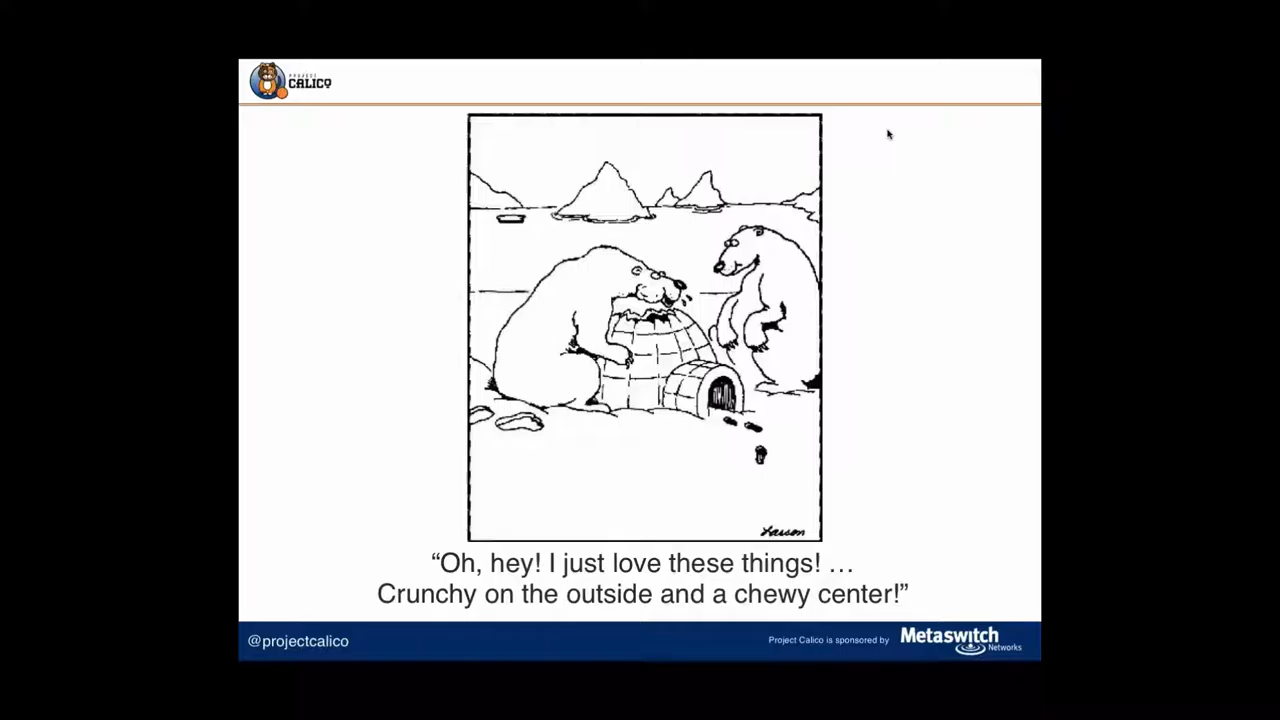 PROJECT
CALICO
Larson
“Oh, hey! I just love these things! …
Crunchy on the outside and a chewy center!”
@projectcalico
Project Calico is sponsored by
Metaswitch
Networks